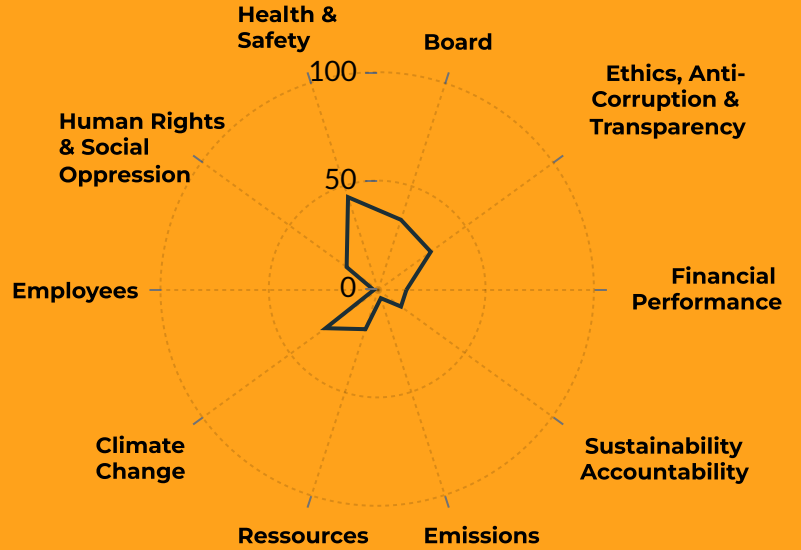 Health &
Safety
Board
100
Ethics, Anti-
Corruption &
Transparency
Human Rights
& Social
Oppression
50
Employees
0
Financial
Performance
Climate
Change
Sustainability
Accountability
Ressources
Emissions